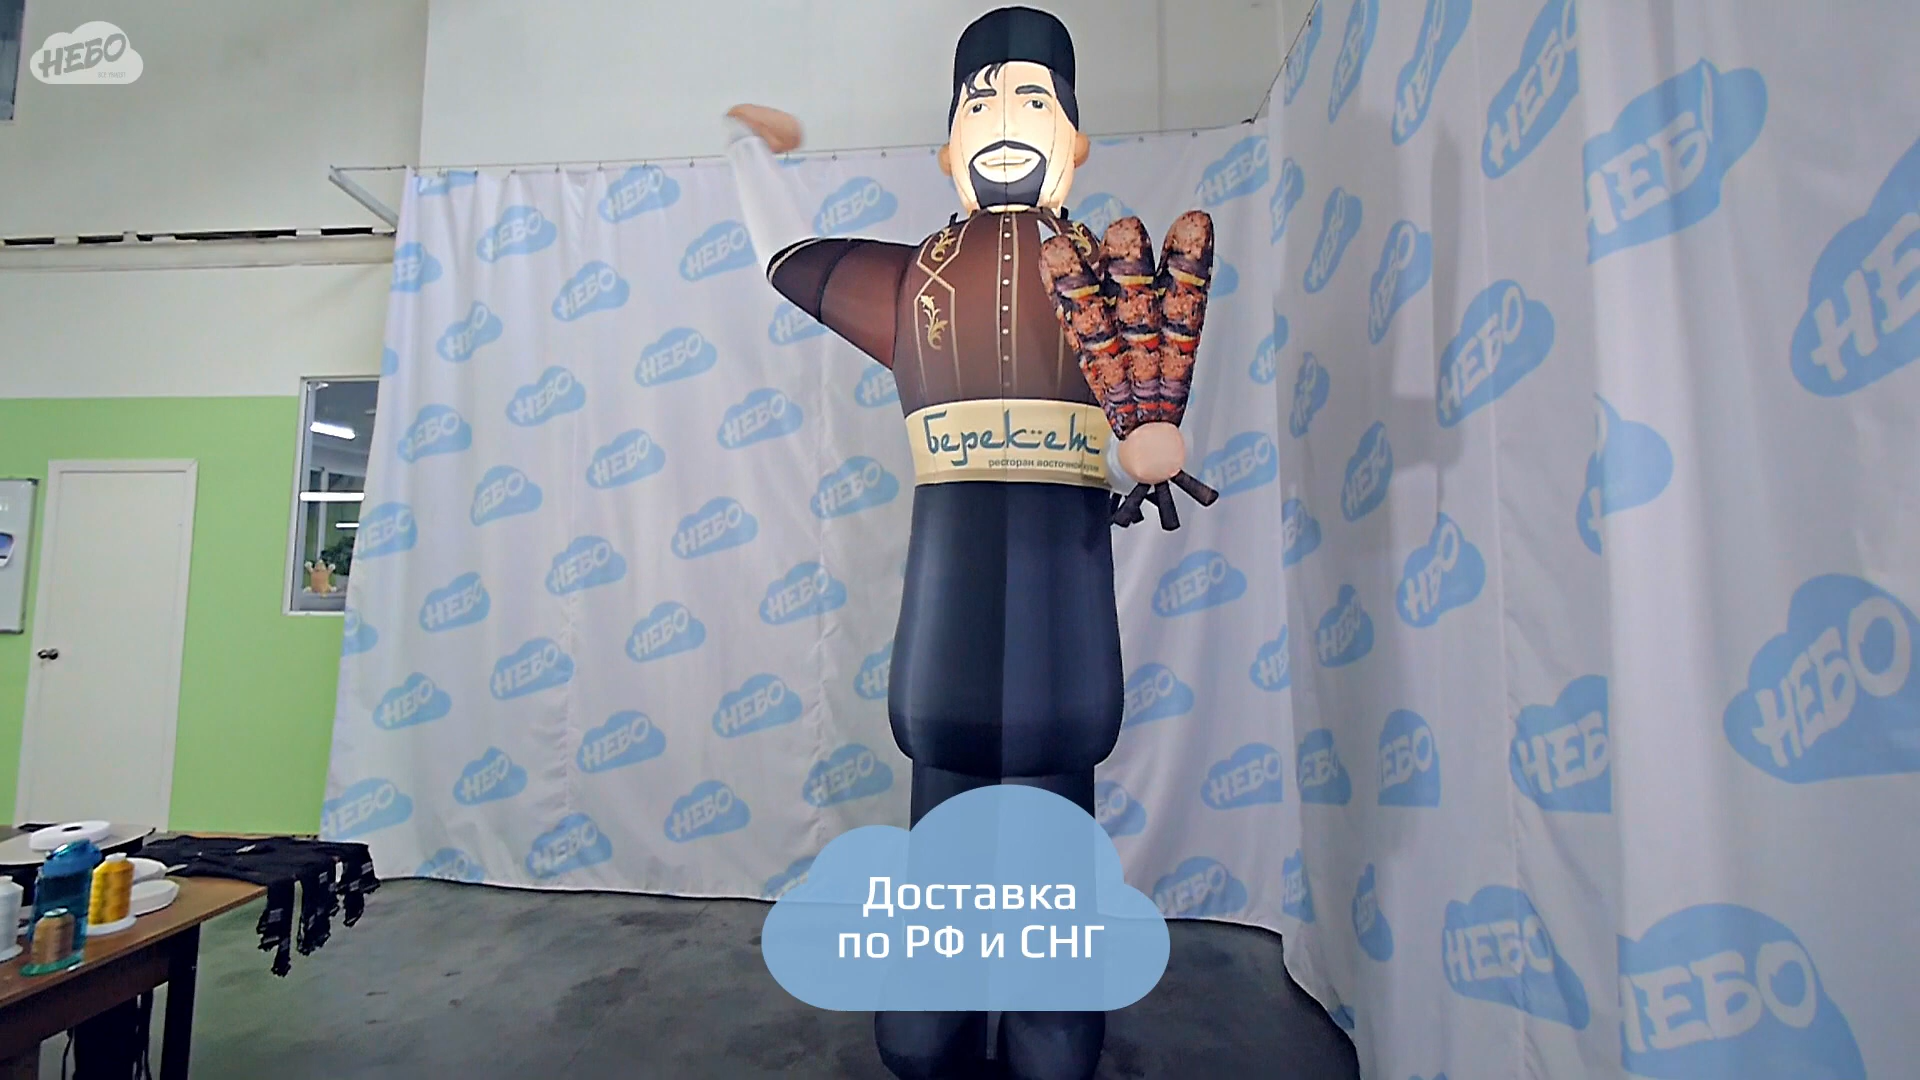 НЕБО
Берекет
ресторан восточной кухни
Доставка
по РФ и СНГ